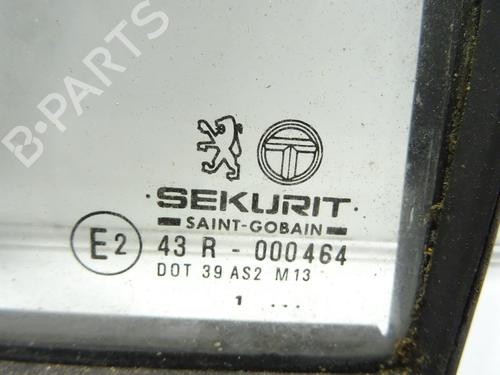 B-PARTS
· SEKURIT ·
SAINT-GOBAIN
E2 43 R - 000464
DOT 39 AS2 M13
1 ...